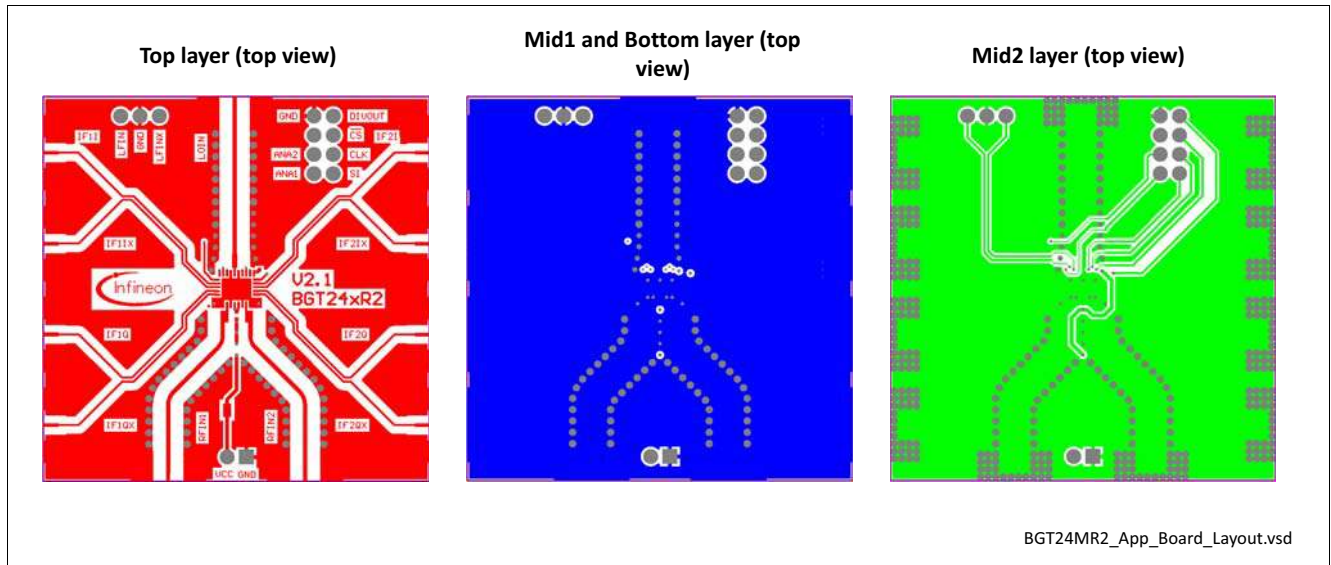 Top layer (top view)
Mid1 and Bottom layer (top
view)
Mid2 layer (top view)
GND DIVOUT
CS
ANA2 CLK
ANA1 SI
IF1I
LFIN
GND
LFINX
LOIN
IF2I
IF1IX
IF2IX
infineon
V2.1
BGT24xR2
IF1Q
IF2Q
IF1QX
RFIN1
RFIN2
IF2QX
VCC GND
BGT24MR2_App_Board_Layout.vsd